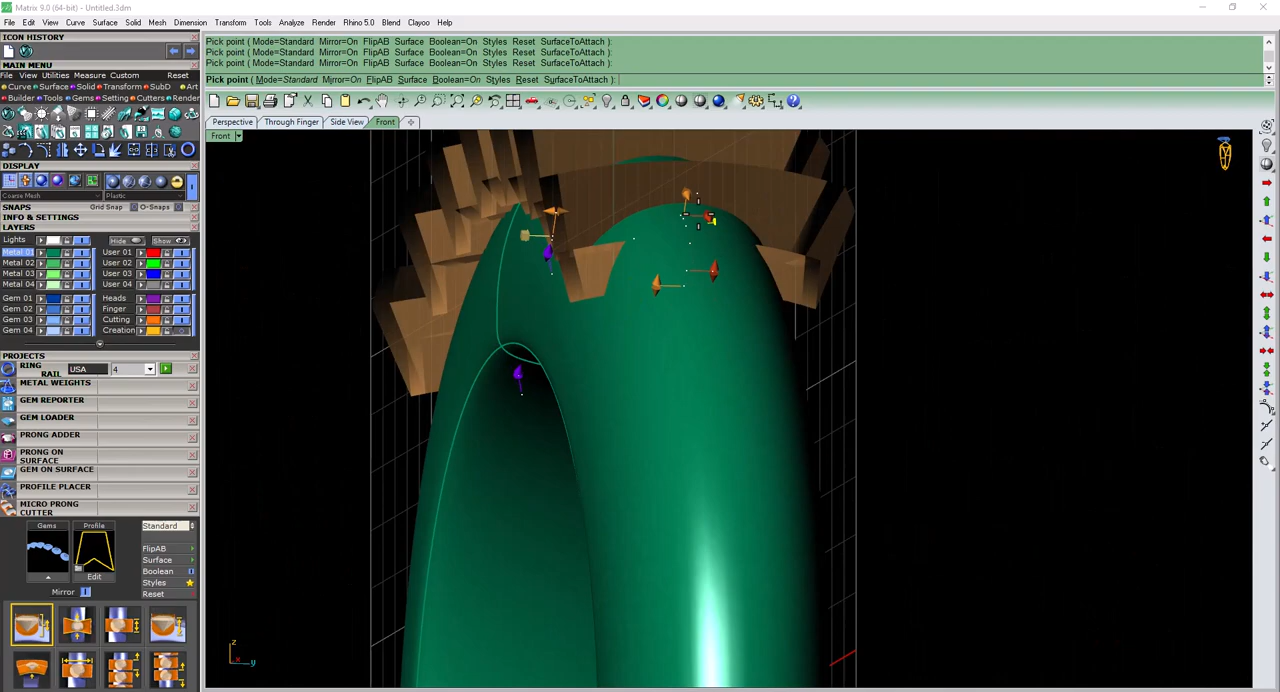 Matrix 9.0 (64-bit) - Untitled.3dm
File Edit View Curve Surface Solid Mesh Dimension Transform Tools Analyze Render Rhino 5.0 Blend Clayoo Help
ICON HISTORY
MAIN MENU
File View Utilities Measure Custom Reset
Curve Surface Solid Transform SubD Art
Builder Tools Gems Setting Cutters Render
DISPLAY
Coarse Mesh Plastic
SNAPS Grid Snap O-Snaps
INFO & SETTINGS
LAYERS
Lights Hide Show
Metal 01 User 01
Metal 02 User 02
Metal 03 User 03
Metal 04 User 04
Gem 01 Heads
Gem 02 Finger
Gem 03 Cutting
Gem 04 Creation
PROJECTS
RING RAIL USA 4
METAL WEIGHTS
GEM REPORTER
GEM LOADER
PRONG ADDER
PRONG ON SURFACE
GEM ON SURFACE
PROFILE PLACER
MICRO PRONG CUTTER
Gems Profile Standard
FlipAB
Surface
Boolean
Styles
Edit
Mirror Reset
Pick point ( Mode=Standard Mirror=On FlipAB Surface Boolean=On Styles Reset SurfaceToAttach ):
Pick point ( Mode=Standard Mirror=On FlipAB Surface Boolean=On Styles Reset SurfaceToAttach ):
Pick point ( Mode=Standard Mirror=On FlipAB Surface Boolean=On Styles Reset SurfaceToAttach ):
Pick point ( Mode=Standard Mirror=On FlipAB Surface Boolean=On Styles Reset SurfaceToAttach ):
Perspective Through Finger Side View Front
Front
z
x y